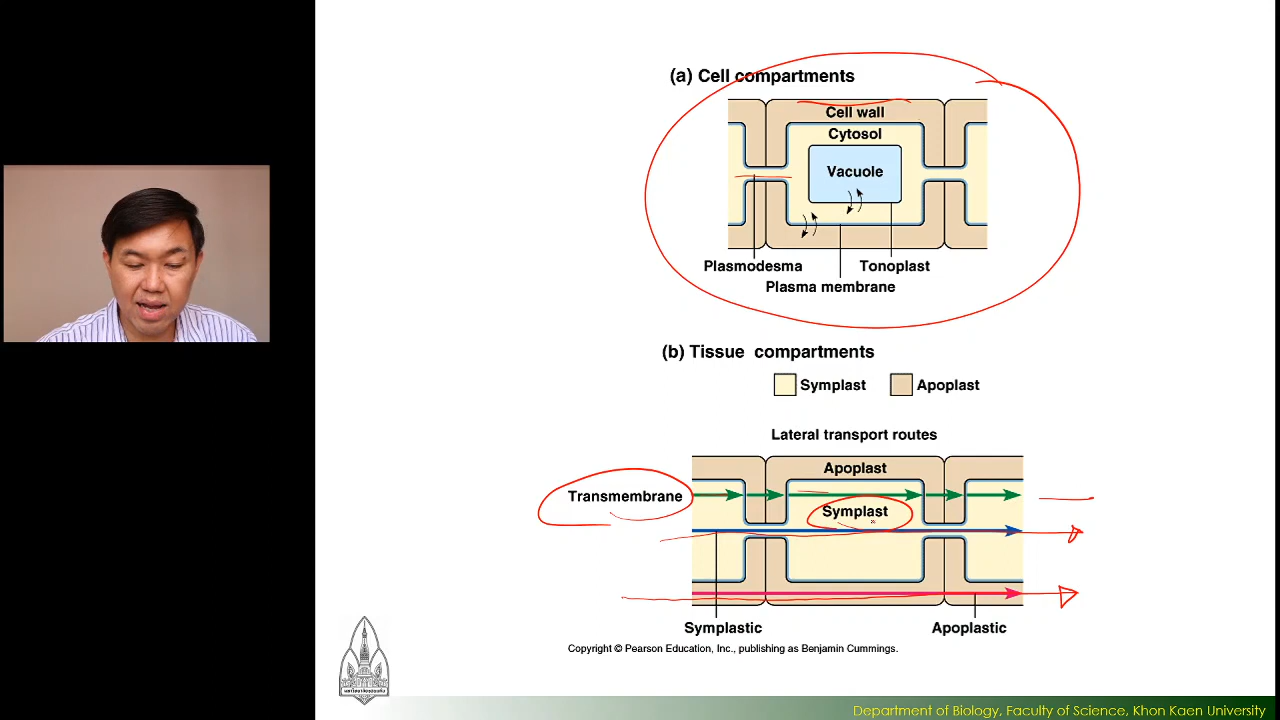 (a) Cell compartments
Cell wall
Cytosol
Vacuole
Plasmodesma
Tonoplast
Plasma membrane
(b) Tissue compartments
Symplast
Apoplast
Lateral transport routes
Apoplast
Transmembrane
Symplast
Symplastic
Apoplastic
Copyright © Pearson Education, Inc., publishing as Benjamin Cummings.
Department of Biology, Faculty of Science, Khon Kaen University